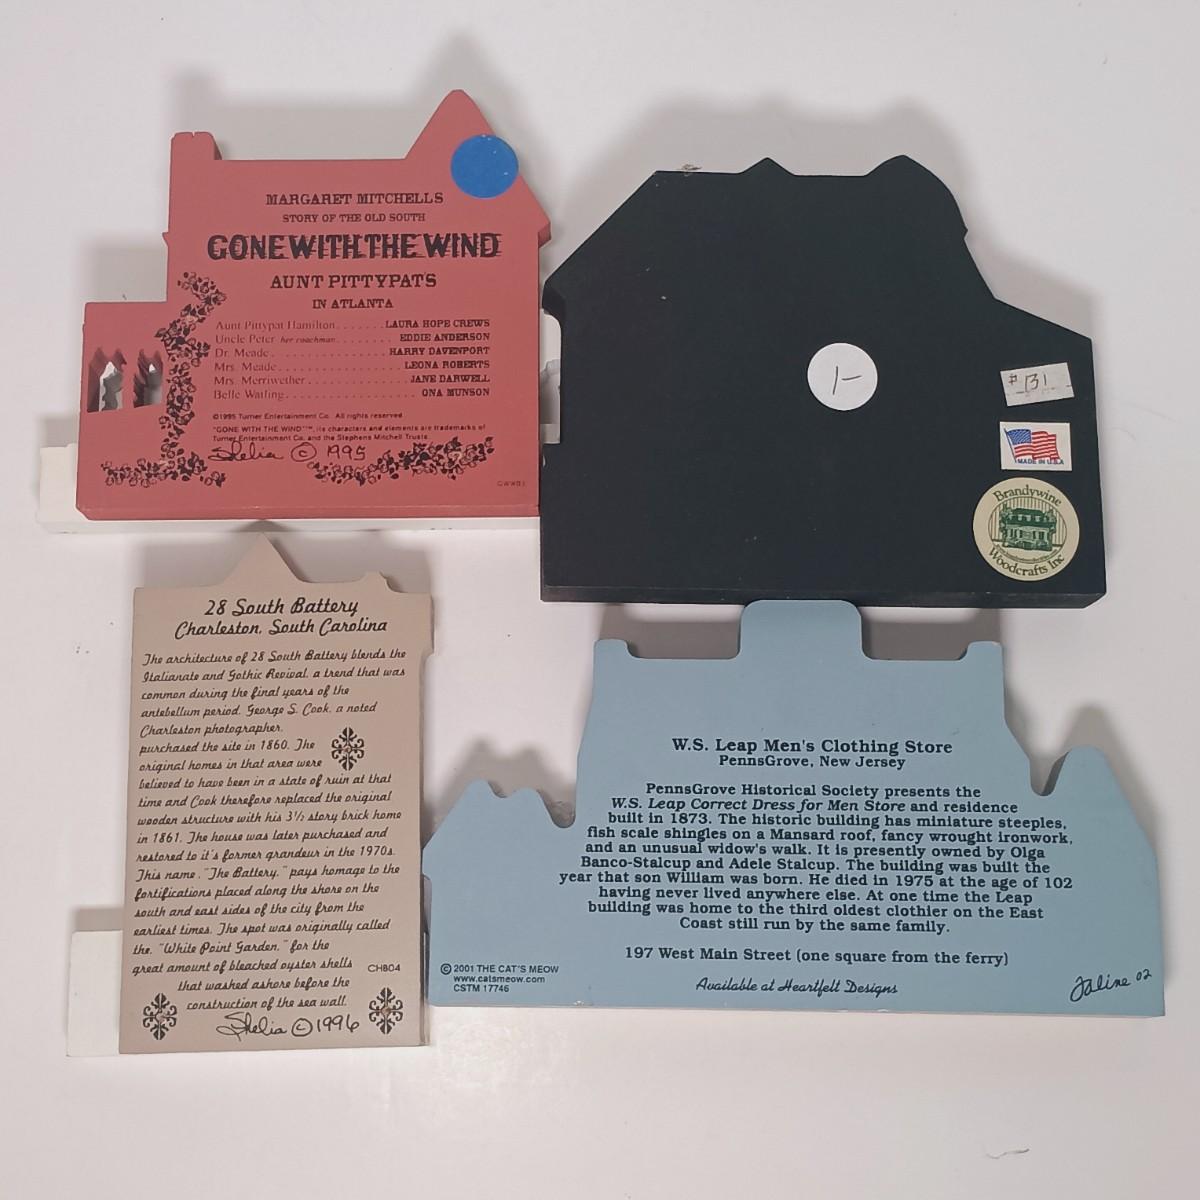 MARGARET MITCHELLS
STORY OF THE OLD SOUTH
GONE WITH THE WIND
AUNT PITTYPAT'S
IN ATLANTA
Aunt Pittypat Hamilton.......LAURA HOPE CREWS
Uncle Peter her coachman........EDDIE ANDERSON
Dr. Meade................HARRY DAVENPORT
Mrs. Meade................LEONA ROBERTS
Mrs. Merriwether..............JANE DARWELL
Belle Watling...................ONA MUNSON
©1995 Turner Entertainment Co. All rights reserved
"GONE WITH THE WIND"™, its characters and elements are trademarks of
Turner Entertainment Co. and the Stephens Mitchell Trusts.
Shelia © 1995
GWW01
1-
$ 131
MADE IN U.S.A
Brandywine
Woodcrafts Inc
28 South Battery
Charleston, South Carolina
The architecture of 28 South Battery blends the
Italianate and Gothic Revival, a trend that was
common during the final years of the
antebellum period. George S. Cook, a noted
Charleston photographer,
purchased the site in 1860. The
original homes in that area were
believed to have been in a state of ruin at that
time and Cook therefore replaced the original
wooden structure with his 3½ story brick home
in 1861. The house was later purchased and
restored to it's former grandeur in the 1970s.
This name, "The Battery," pays homage to the
fortifications placed along the shore on the
south and east sides of the city from the
earliest times. The spot was originally called
the, "White Point Garden," for the
great amount of bleached oyster shells
CHB04
that washed ashore before the
construction of the sea wall.
Shelia © 1996
W.S. Leap Men's Clothing Store
PennsGrove, New Jersey
PennsGrove Historical Society presents the
W.S. Leap Correct Dress for Men Store and residence
built in 1873. The historic building has miniature steeples,
fish scale shingles on a Mansard roof, fancy wrought ironwork,
and an unusual widow's walk. It is presently owned by Olga
Banco-Stalcup and Adele Stalcup. The building was built the
year that son William was born. He died in 1975 at the age of 102
having never lived anywhere else. At one time the Leap
building was home to the third oldest clothier on the East
Coast still run by the same family.
197 West Main Street (one square from the ferry)
© 2001 THE CAT'S MEOW
www.catsmeow.com
CSTM 17746
Available at Heartfelt Designs
Jaline 02